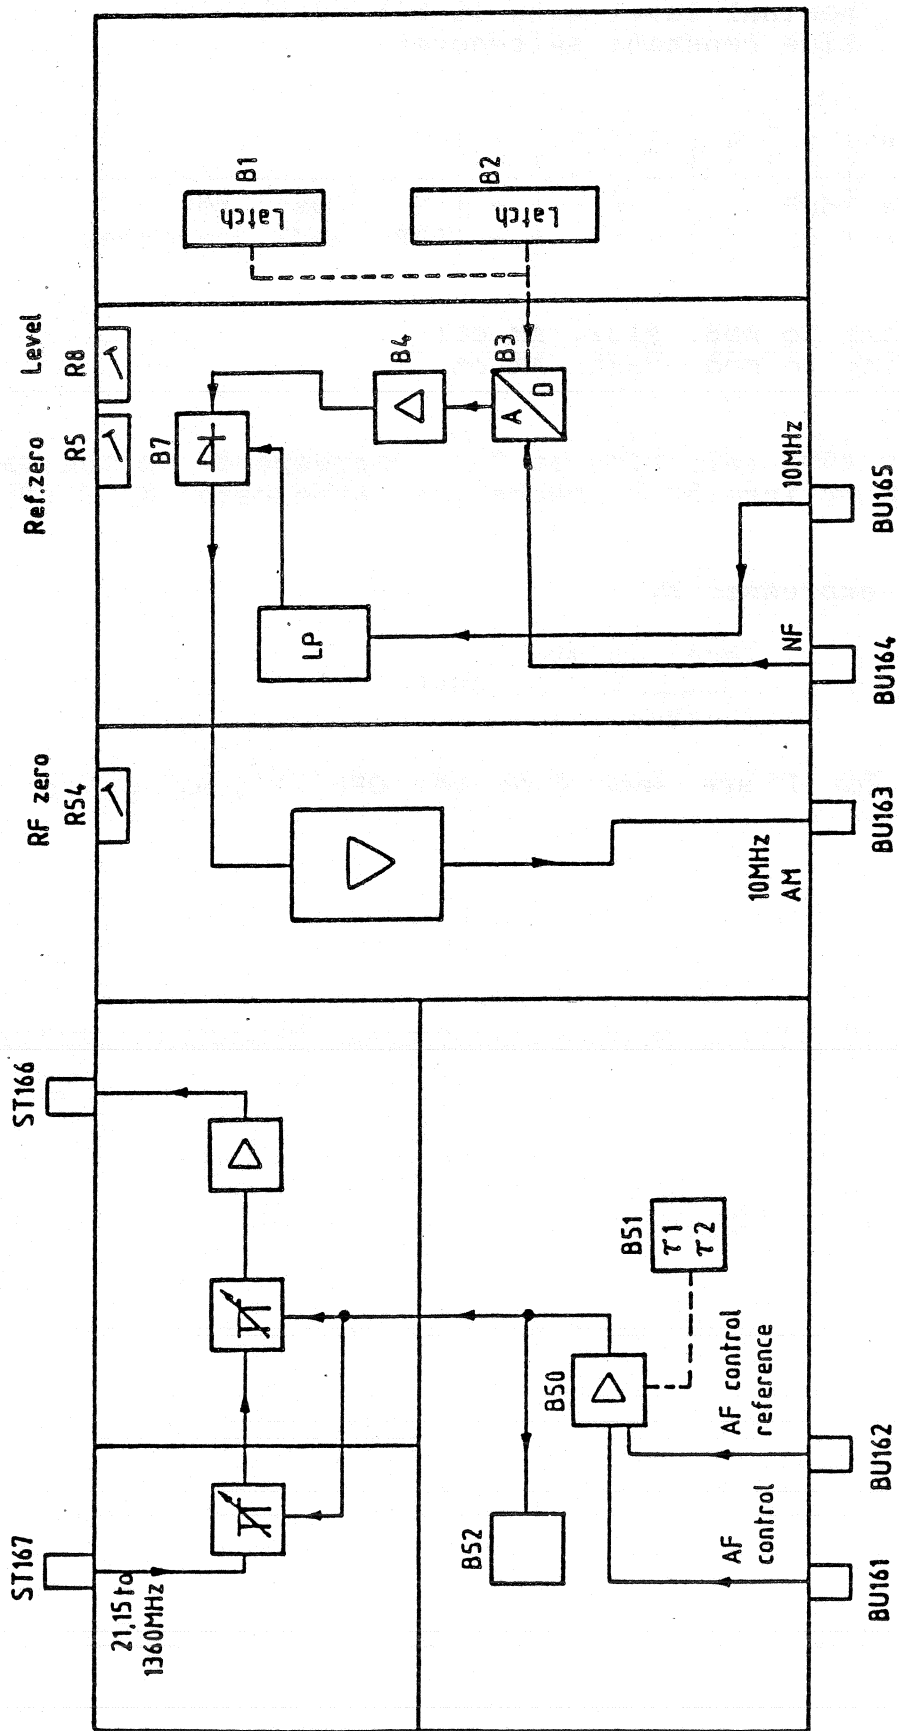 ST167
ST166
RF zero
R54
Ref.zero
R5
Level
R8
21,15 to
1360MHz
B7
LP
B4
A
D
B3
Latch
B1
Latch
B2
B52
B50
B51
τ1
τ2
AF
control
AF control
reference
10MHz
AM
NF
10MHz
BU161
BU162
BU163
BU164
BU165